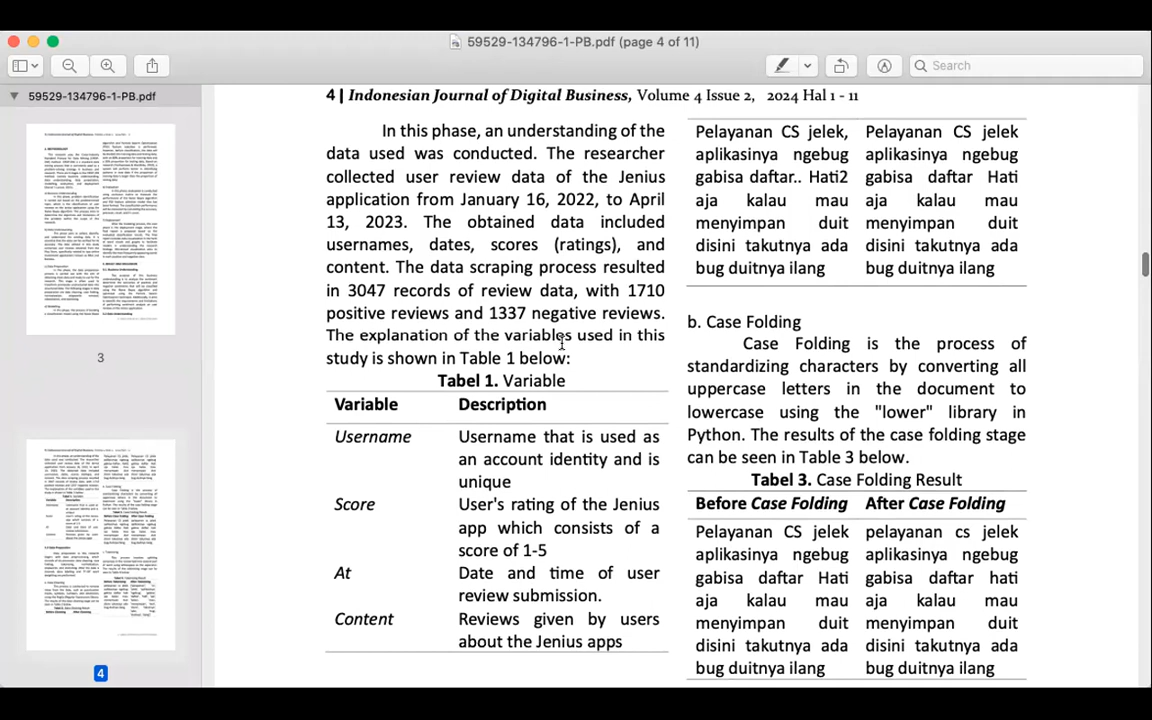 59529-134796-1-PB.pdf (page 4 of 11)
Search
59529-134796-1-PB.pdf
3
4
4 | Indonesian Journal of Digital Business, Volume 4 Issue 2, 2024 Hal 1 - 11
In this phase, an understanding of the
data used was conducted. The researcher
collected user review data of the Jenius
application from January 16, 2022, to April
13, 2023. The obtained data included
usernames, dates, scores (ratings), and
content. The data scraping process resulted
in 3047 records of review data, with 1710
positive reviews and 1337 negative reviews.
The explanation of the variables used in this
study is shown in Table 1 below:
Tabel 1. Variable
Variable Description
Username Username that is used as
an account identity and is
unique
Score User's rating of the Jenius
app which consists of a
score of 1-5
At Date and time of user
review submission.
Content Reviews given by users
about the Jenius apps
Pelayanan CS jelek, Pelayanan CS jelek
aplikasinya ngebug aplikasinya ngebug
gabisa daftar.. Hati2 gabisa daftar Hati
aja kalau mau aja kalau mau
menyimpan duit menyimpan duit
disini takutnya ada disini takutnya ada
bug duitnya ilang bug duitnya ilang
b. Case Folding
Case Folding is the process of
standardizing characters by converting all
uppercase letters in the document to
lowercase using the "lower" library in
Python. The results of the case folding stage
can be seen in Table 3 below.
Tabel 3. Case Folding Result
Before Case Folding After Case Folding
Pelayanan CS jelek pelayanan cs jelek
aplikasinya ngebug aplikasinya ngebug
gabisa daftar Hati gabisa daftar hati
aja kalau mau aja kalau mau
menyimpan duit menyimpan duit
disini takutnya ada disini takutnya ada
bug duitnya ilang bug duitnya ilang